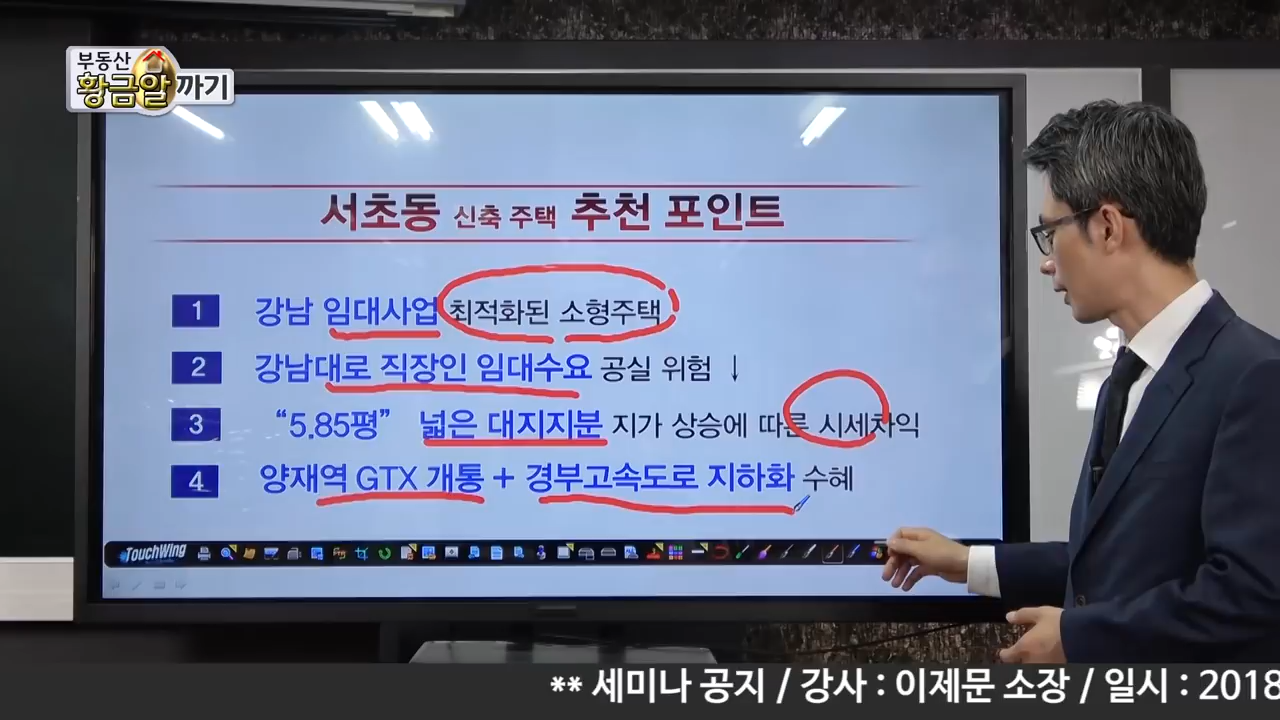 부동산
황금알까기
서초동 신축 주택 추천 포인트
1 강남 임대사업 최적화된 소형주택
2 강남대로 직장인 임대수요 공실 위험 ↓
3 “5.85평” 넓은 대지지분 지가 상승에 따른 시세차익
4 양재역 GTX 개통 + 경부고속도로 지하화 수혜
TouchWing
** 세미나 공지 / 강사 : 이제문 소장 / 일시 : 2018